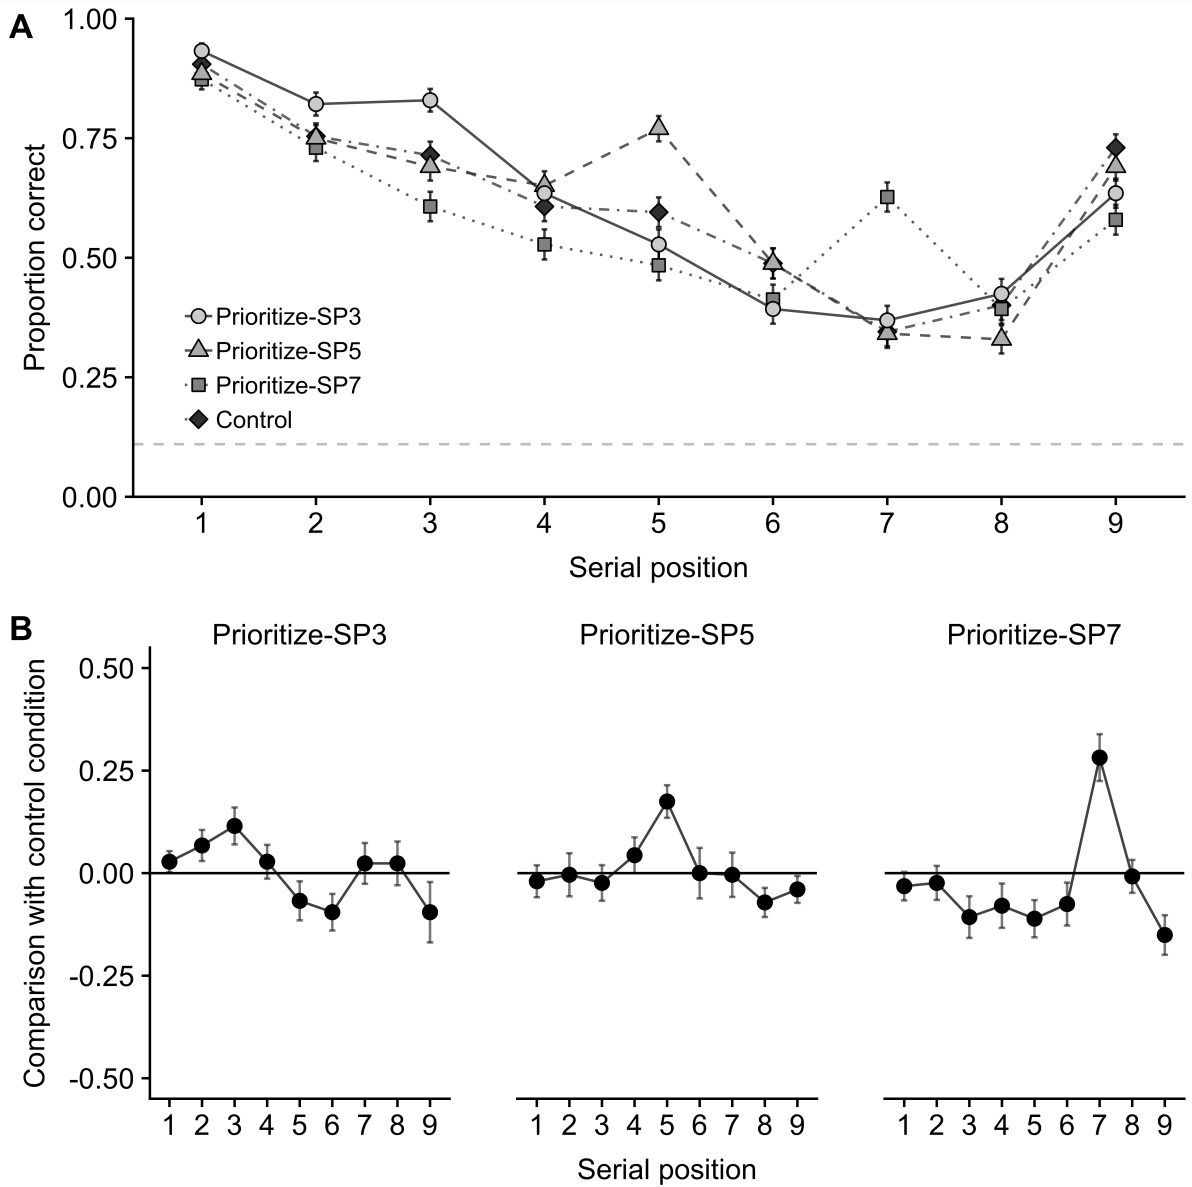 A
1.00
0.75
0.50
0.25
0.00
Proportion correct
Prioritize-SP3
Prioritize-SP5
Prioritize-SP7
Control
1 2 3 4 5 6 7 8 9
Serial position
B
Prioritize-SP3 Prioritize-SP5 Prioritize-SP7
0.50
0.25
0.00
-0.25
-0.50
Comparison with control condition
1 2 3 4 5 6 7 8 9 1 2 3 4 5 6 7 8 9 1 2 3 4 5 6 7 8 9
Serial position